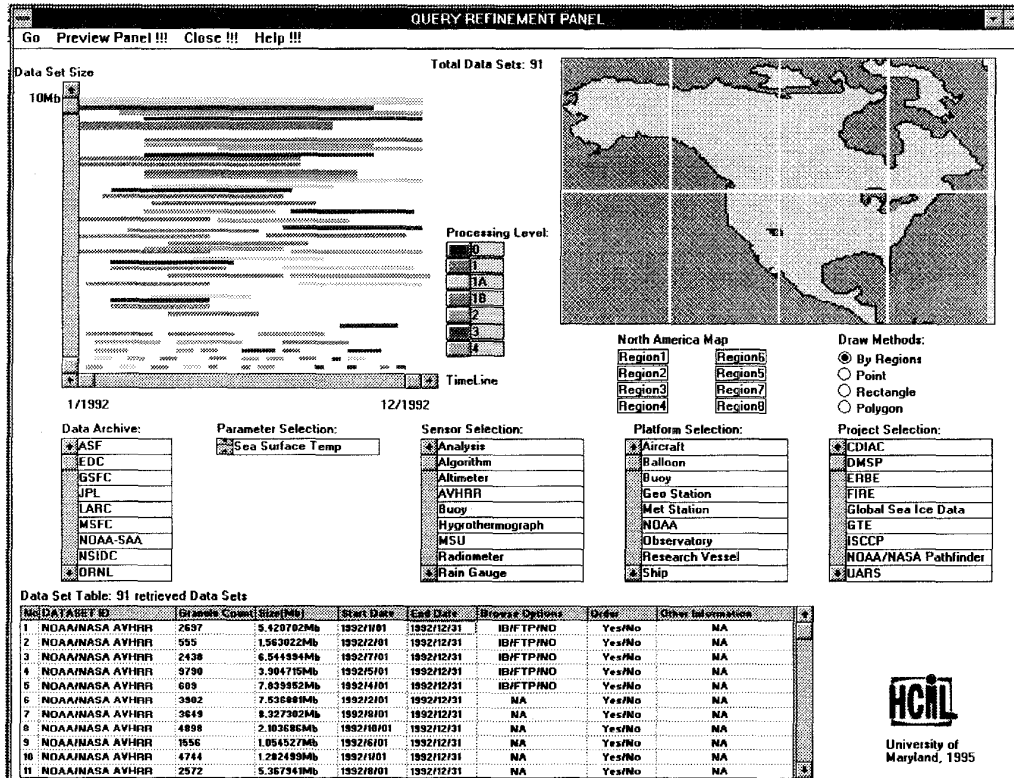 QUERY REFINEMENT PANEL
Go Preview Panel !!! Close !!! Help !!!
Data Set Size
10Mb
Total Data Sets: 91
Processing Level:
0
1
1A
1B
2
3
4
TimeLine
1/1992 12/1992
North America Map
Region1 Region6
Region2 Region5
Region3 Region7
Region4 Region8
Draw Methods:
By Regions
Point
Rectangle
Polygon
Data Archive:
ASF
EDC
GSFC
JPL
LARC
MSFC
NOAA-SAA
NSIDC
ORNL
Parameter Selection:
Sea Surface Temp
Sensor Selection:
Analysis
Algorithm
Altimeter
AVHRR
Buoy
Hygrothermograph
MSU
Radiometer
Rain Gauge
Platform Selection:
Aircraft
Balloon
Buoy
Geo Station
Met Station
NOAA
Observatory
Research Vessel
Ship
Project Selection:
CDIAC
DMSP
ERBE
FIRE
Global Sea Ice Data
GTE
ISCCP
NOAA/NASA Pathfinder
UARS
Data Set Table: 91 retrieved Data Sets
No DATASET ID Granule Count Size(Mb) Start Date End Date Browse Options Order Other Information
1 NOAA/NASA AVHRR 2697 5.420702Mb 1992/1/01 1992/12/31 IB/FTP/NO Yes/No NA
2 NOAA/NASA AVHRR 555 1.563022Mb 1992/2/01 1992/12/31 IB/FTP/NO Yes/No NA
3 NOAA/NASA AVHRR 2438 6.544994Mb 1992/7/01 1992/12/31 IB/FTP/NO Yes/No NA
4 NOAA/NASA AVHRR 3790 3.904715Mb 1992/5/01 1992/12/31 IB/FTP/NO Yes/No NA
5 NOAA/NASA AVHRR 609 7.839952Mb 1992/4/01 1992/12/31 IB/FTP/NO Yes/No NA
6 NOAA/NASA AVHRR 3902 7.536881Mb 1992/2/01 1992/12/31 NA Yes/No NA
7 NOAA/NASA AVHRR 3649 8.327302Mb 1992/8/01 1992/12/31 NA Yes/No NA
8 NOAA/NASA AVHRR 4898 2.103686Mb 1992/10/01 1992/12/31 NA Yes/No NA
9 NOAA/NASA AVHRR 1556 1.054527Mb 1992/6/01 1992/12/31 NA Yes/No NA
10 NOAA/NASA AVHRR 4744 1.282499Mb 1992/1/01 1992/12/31 NA Yes/No NA
11 NOAA/NASA AVHRR 2572 5.367941Mb 1992/8/01 1992/12/31 NA Yes/No NA
HCIL
University of
Maryland, 1995